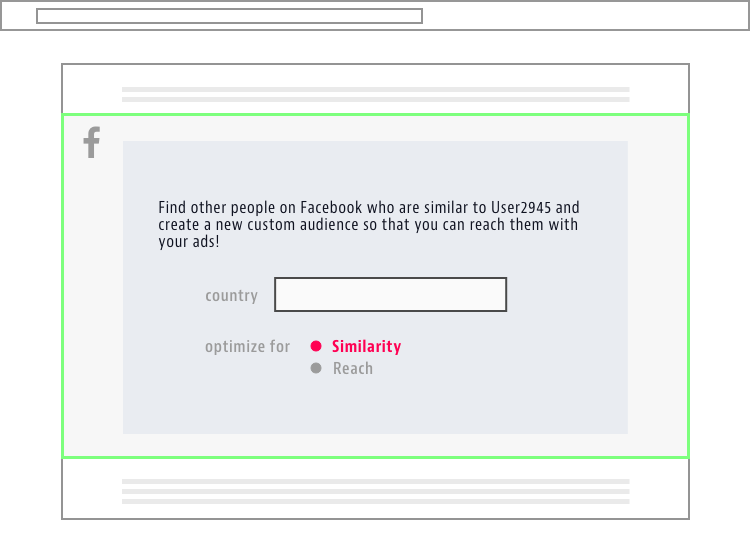 Find other people on Facebook who are similar to User2945 and
create a new custom audience so that you can reach them with
your ads!
country
optimize for Similarity
Reach